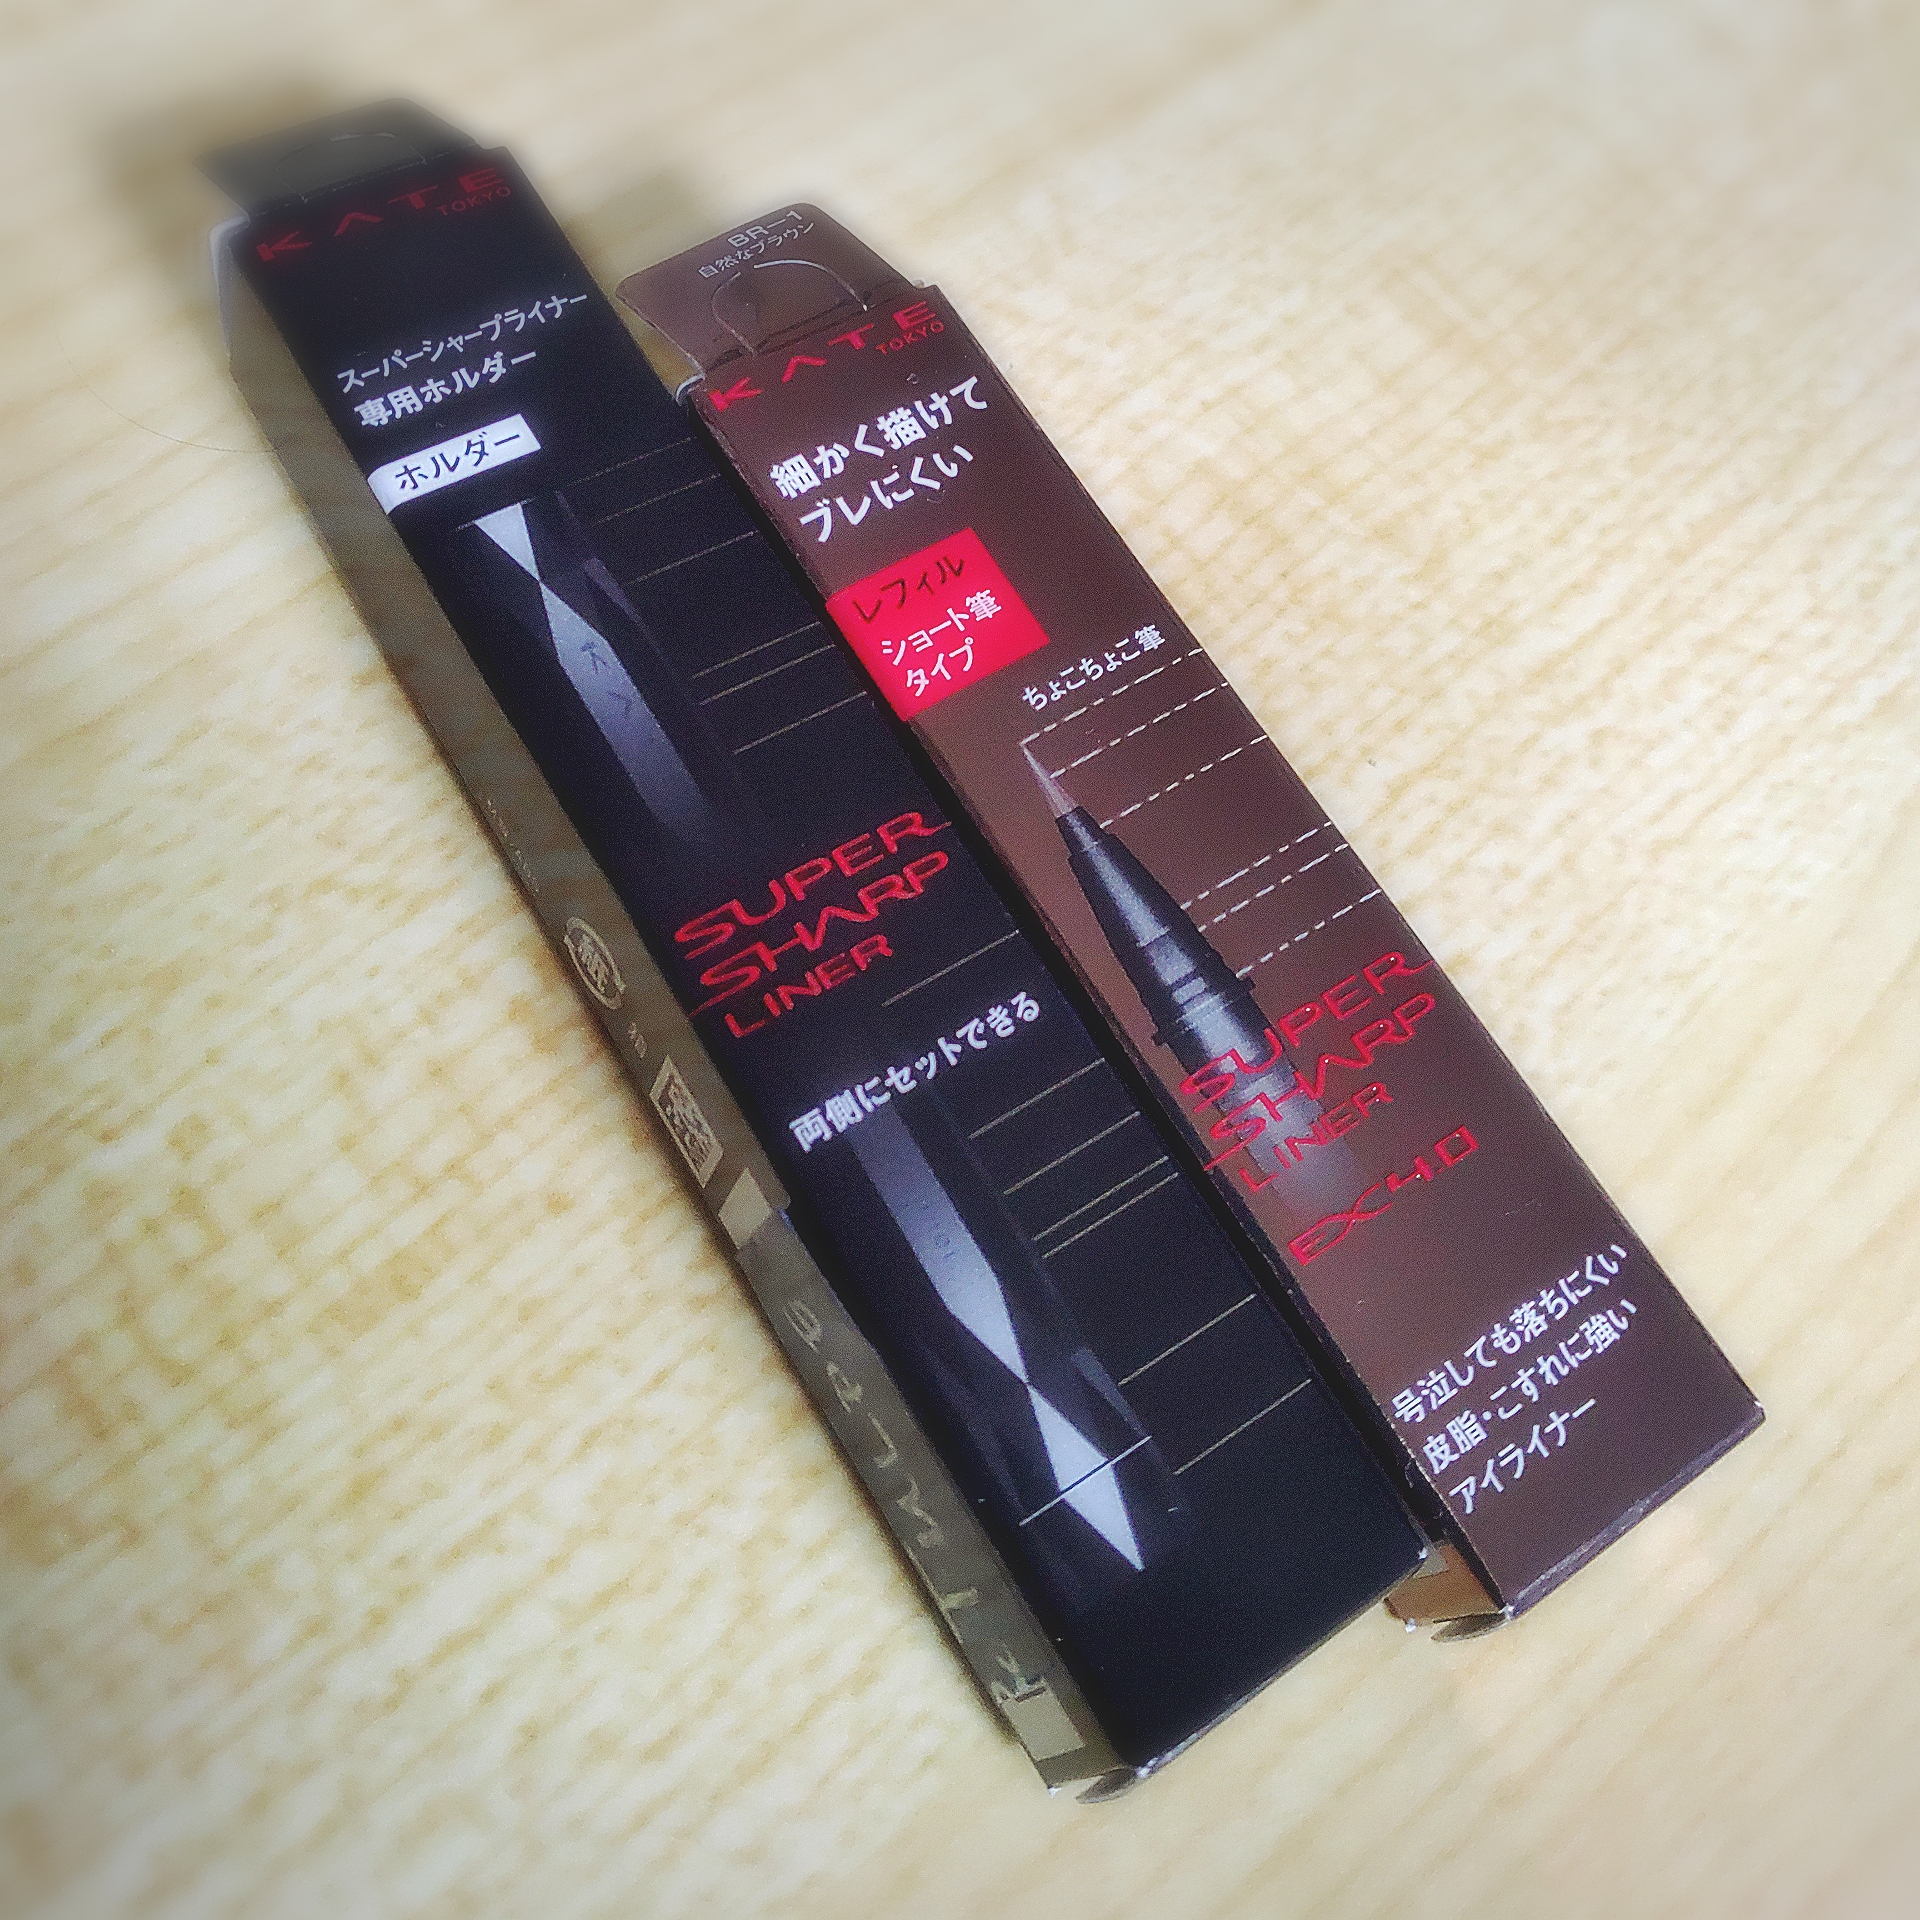 KATE
TOKYO
スーパーシャープライナー
専用ホルダー
ホルダー
SUPER
SHARP
LINER
両側にセットできる
BR-1
自然なブラウン
KATE
TOKYO
細かく描けて
ブレにくい
レフィル
ショート筆
タイプ
ちょこちょこ筆
SUPER
SHARP
LINER
EX4.0
号泣しても落ちにくい
皮脂・こすれに強い
アイライナー